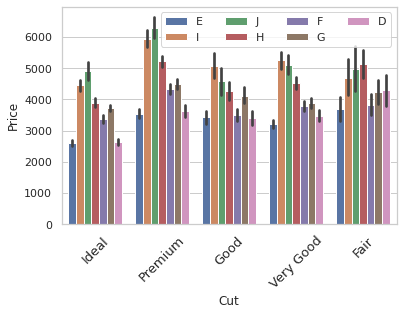 E J F D
I H G
6000
5000
4000
3000
2000
1000
0
Price
Ideal
Premium
Good
Very Good
Fair
Cut